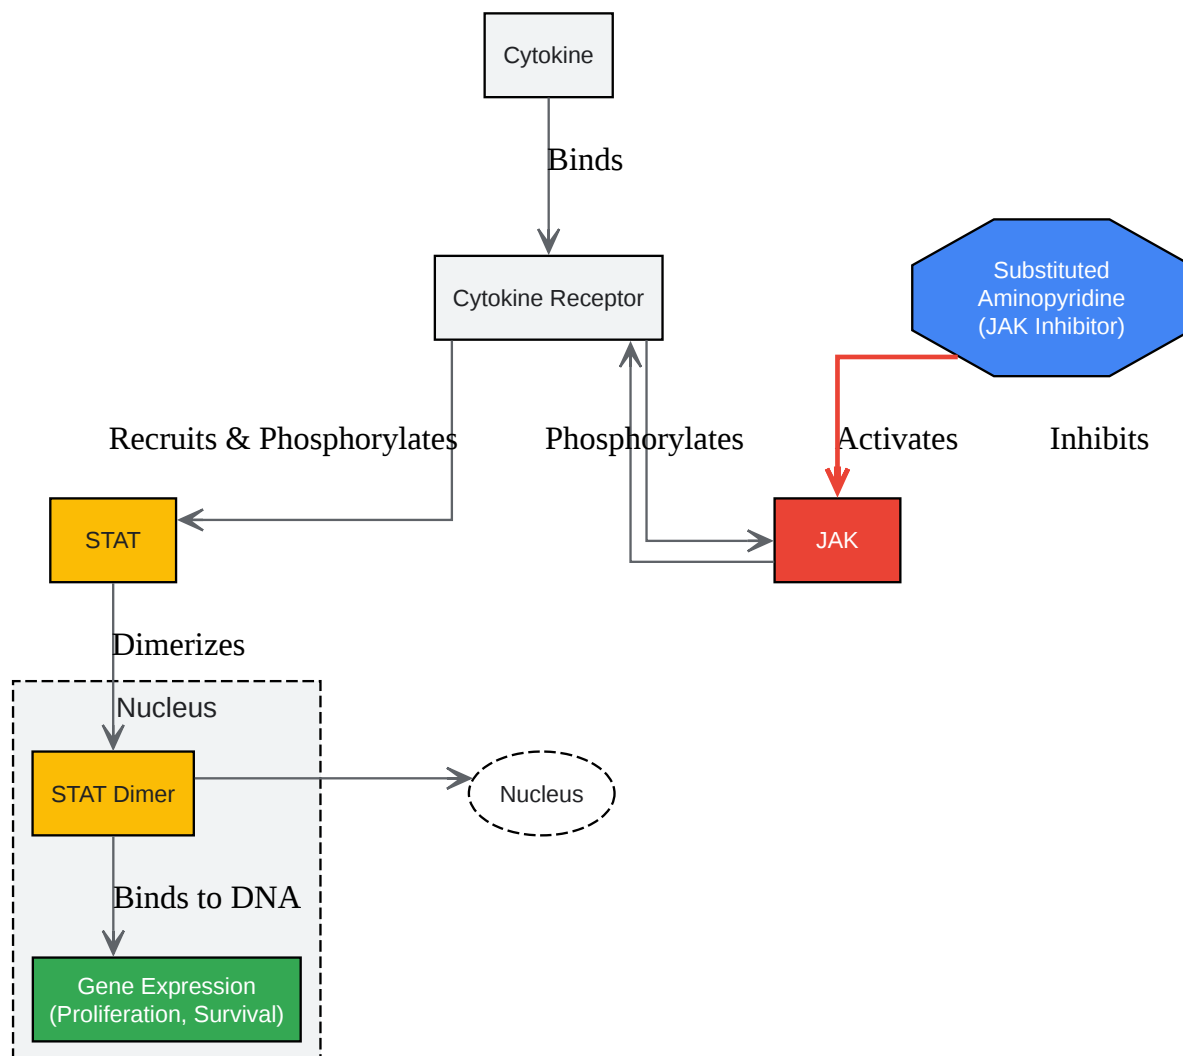 Cytokine
Binds
Cytokine Receptor
Substituted
Aminopyridine
(JAK Inhibitor)
Recruits & Phosphorylates
Phosphorylates
Activates
Inhibits
STAT
JAK
Dimerizes
Nucleus
STAT Dimer
Nucleus
Binds to DNA
Gene Expression
(Proliferation, Survival)